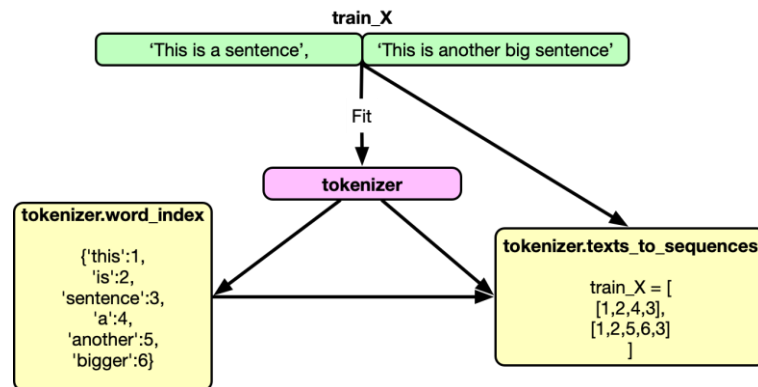 train_X
‘This is a sentence’,
‘This is another big sentence’
Fit
tokenizer
tokenizer.word_index
{'this':1,
'is':2,
'sentence':3,
'a':4,
'another':5,
'bigger':6}
tokenizer.texts_to_sequences
train_X = [
[1,2,4,3],
[1,2,5,6,3]
]